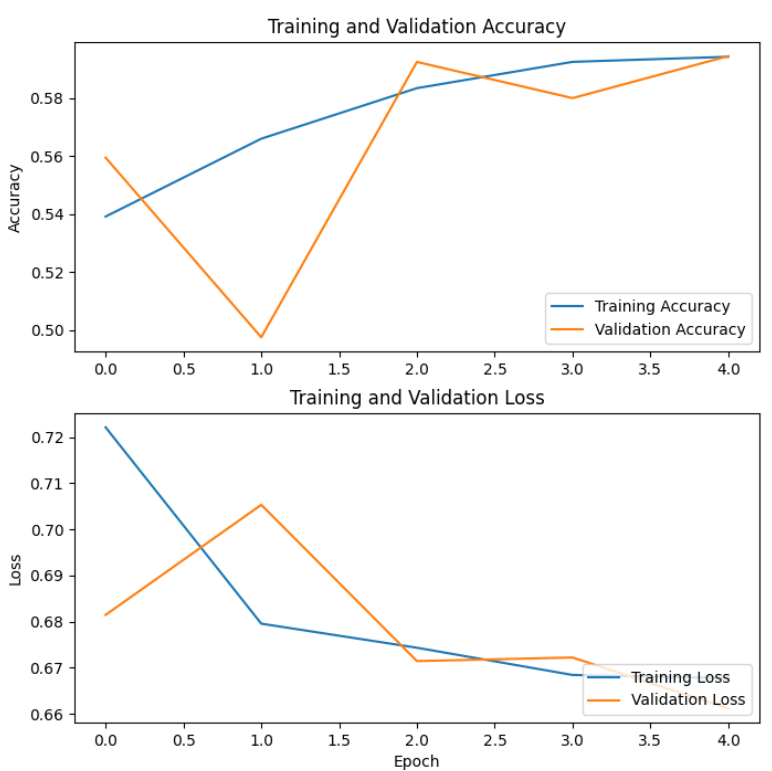 Training and Validation Accuracy
Accuracy
0.58
0.56
0.54
0.52
0.50
Training Accuracy
Validation Accuracy
0.0 0.5 1.0 1.5 2.0 2.5 3.0 3.5 4.0
Training and Validation Loss
Loss
0.72
0.71
0.70
0.69
0.68
0.67
0.66
Training Loss
Validation Loss
0.0 0.5 1.0 1.5 2.0 2.5 3.0 3.5 4.0
Epoch